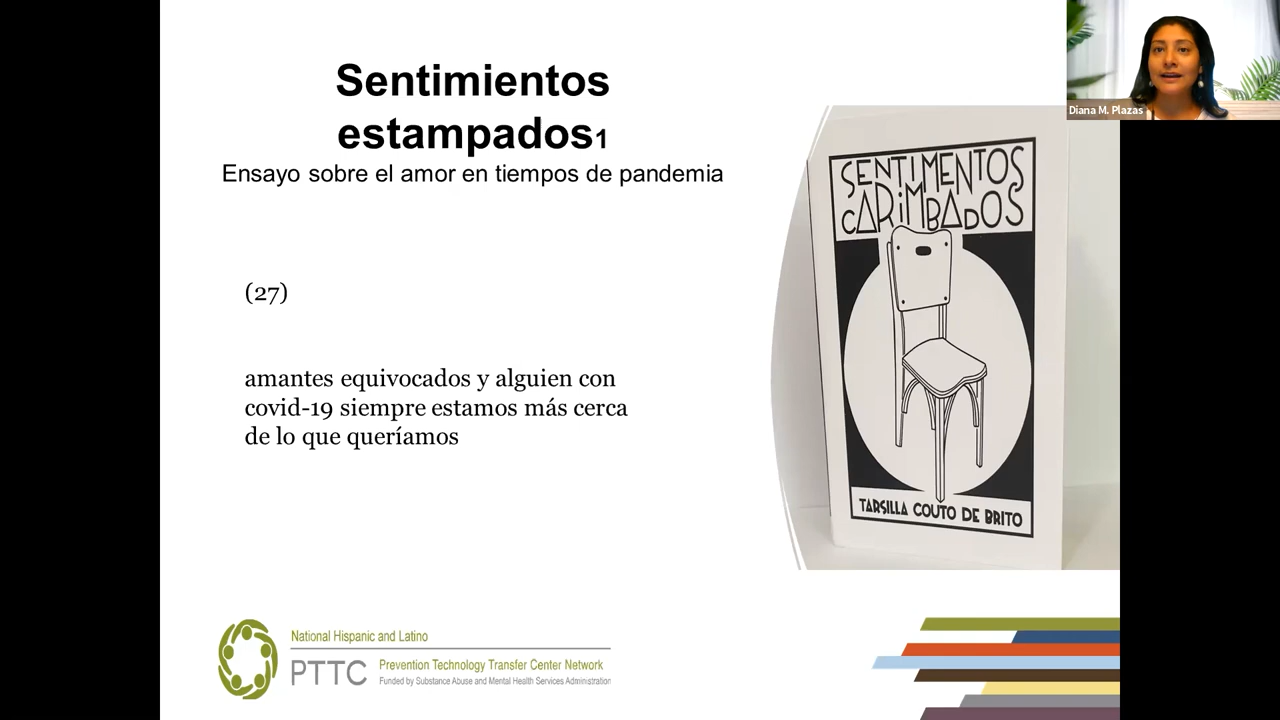 Sentimientos
estampados1
Ensayo sobre el amor en tiempos de pandemia
(27)
amantes equivocados y alguien con
covid-19 siempre estamos más cerca
de lo que queríamos
Diana M. Plazas
SENTIMENTOS
CARIMBADOS
TARSILLA COUTO DE BRITO
National Hispanic and Latino
PTTC
Prevention Technology Transfer Center Network
Funded by Substance Abuse and Mental Health Services Administration